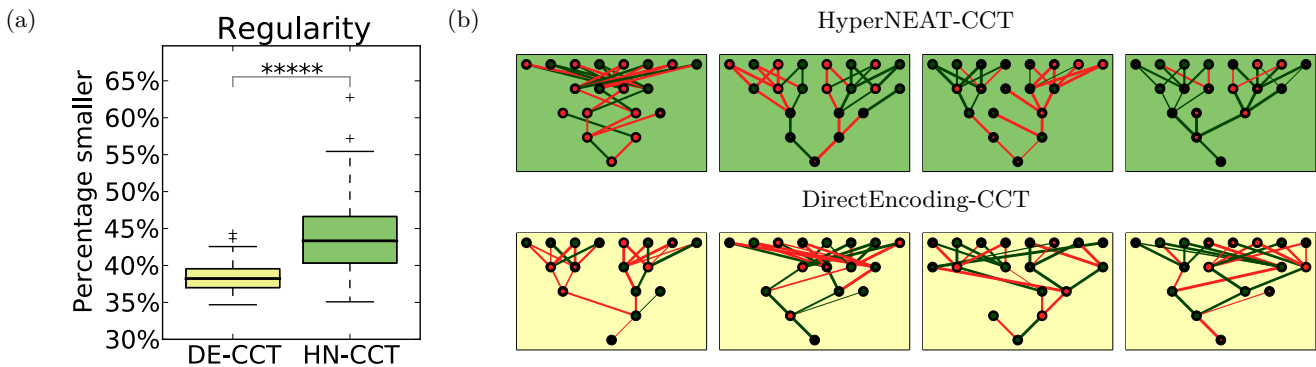 (a)
Regularity
*****
Percentage smaller
65%
60%
55%
50%
45%
40%
35%
30%
DE-CCT HN-CCT
(b)
HyperNEAT-CCT
DirectEncoding-CCT